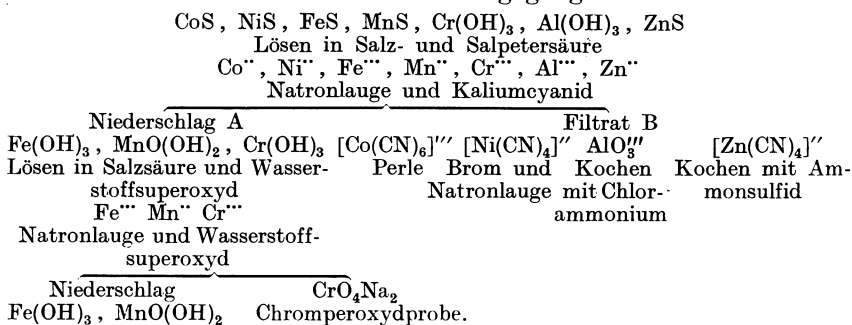 CoS, NiS, FeS, MnS, Cr(OH)₃, Al(OH)₃, ZnS
Lösen in Salz- und Salpetersäure
Co¨, Ni¨, Fe⃛, Mn¨, Cr⃛, Al⃛, Zn¨
Natronlauge und Kaliumcyanid
Niederschlag A Filtrat B
Fe(OH)₃, MnO(OH)₂, Cr(OH)₃ [Co(CN)₆]′′′ [Ni(CN)₄]′′ AlO₃′′′ [Zn(CN)₄]′′
Lösen in Salzsäure und Wasser- Perle Brom und Kochen Kochen mit Am-
stoffsuperoxyd Natronlauge mit Chlor- monsulfid
Fe⃛ Mn¨ Cr⃛ ammonium
Natronlauge und Wasserstoff-
superoxyd
Niederschlag CrO₄Na₂
Fe(OH)₃, MnO(OH)₂ Chromperoxydprobe.